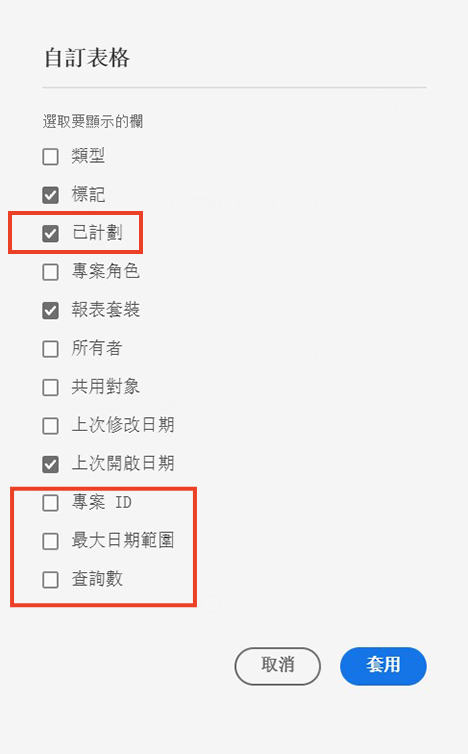 自訂表格
選取要顯示的欄
類型
標記
已計劃
專案角色
報表套裝
所有者
共用對象
上次修改日期
上次開啟日期
專案 ID
最大日期範圍
查詢數
取消
套用